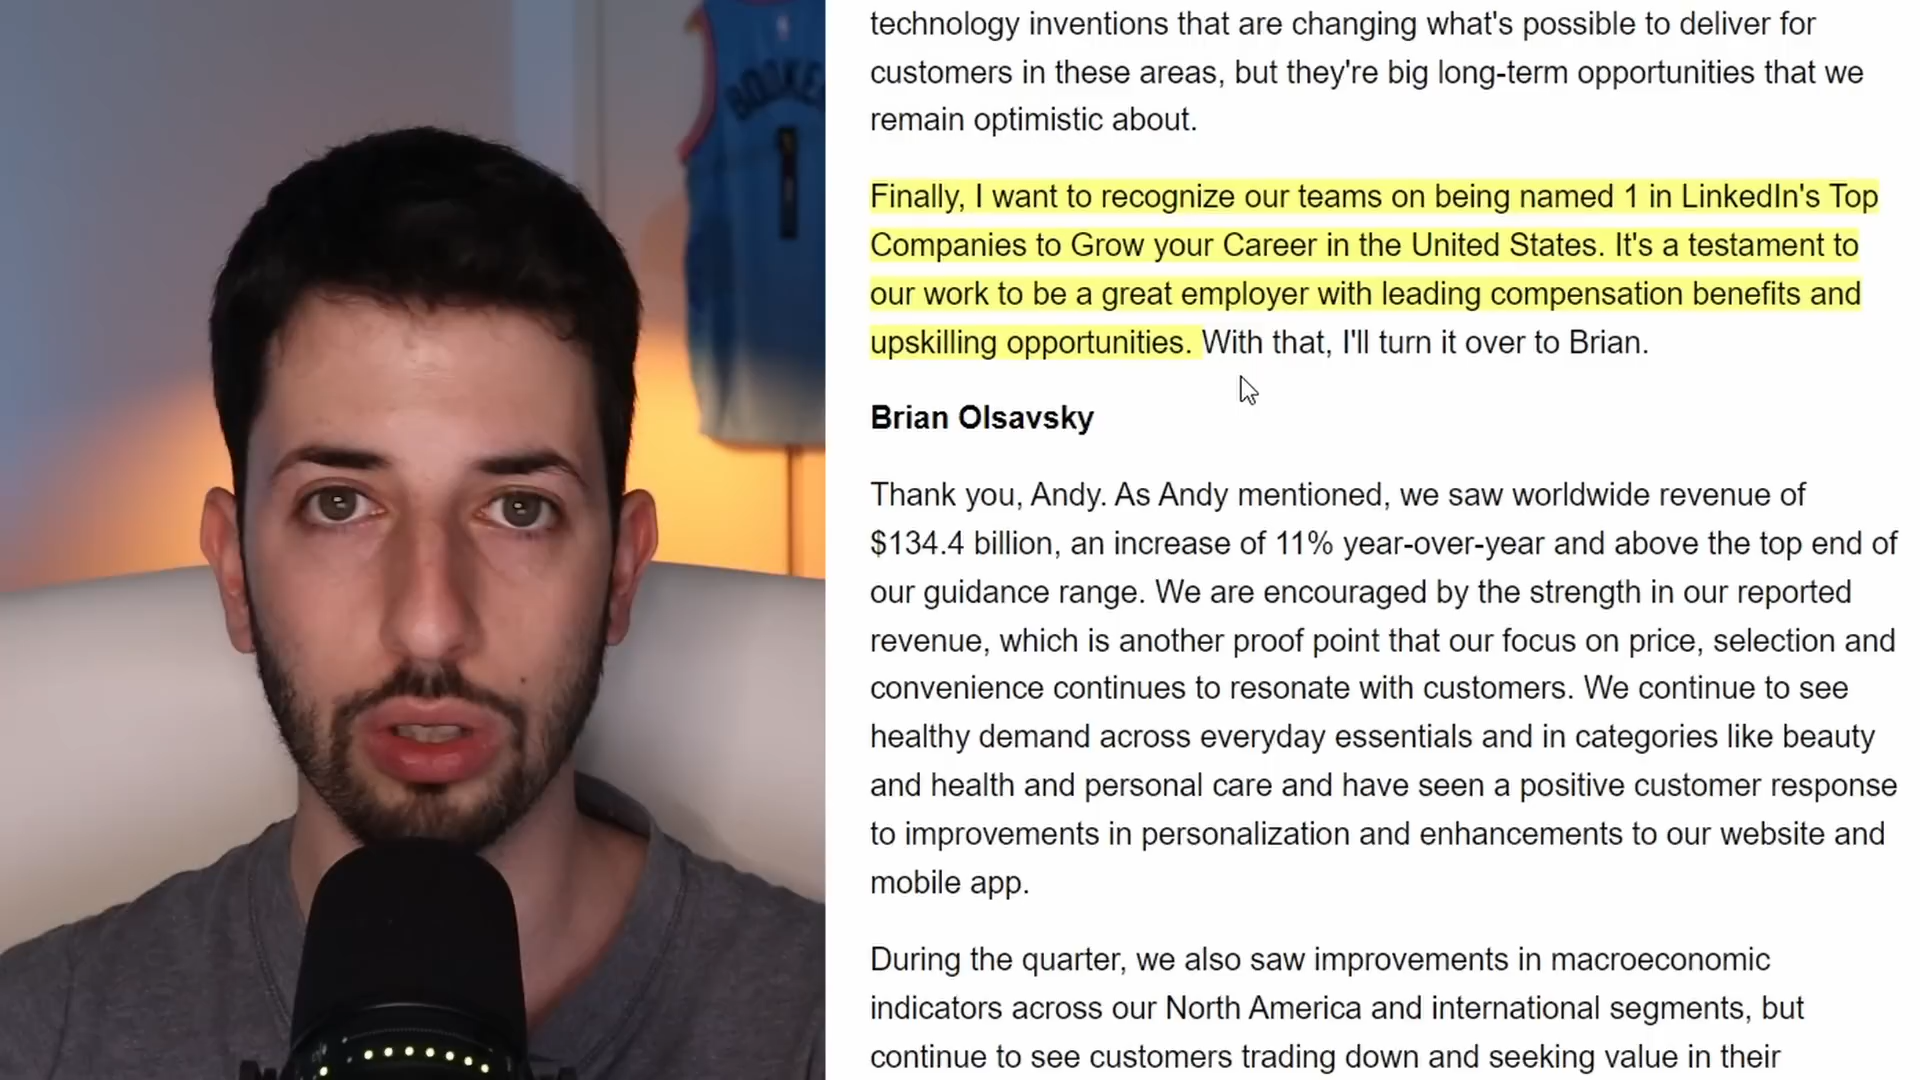 BOOKER
1
technology inventions that are changing what's possible to deliver for
customers in these areas, but they're big long-term opportunities that we
remain optimistic about.
Finally, I want to recognize our teams on being named 1 in LinkedIn's Top
Companies to Grow your Career in the United States. It's a testament to
our work to be a great employer with leading compensation benefits and
upskilling opportunities. With that, I'll turn it over to Brian.
Brian Olsavsky
Thank you, Andy. As Andy mentioned, we saw worldwide revenue of
$134.4 billion, an increase of 11% year-over-year and above the top end of
our guidance range. We are encouraged by the strength in our reported
revenue, which is another proof point that our focus on price, selection and
convenience continues to resonate with customers. We continue to see
healthy demand across everyday essentials and in categories like beauty
and health and personal care and have seen a positive customer response
to improvements in personalization and enhancements to our website and
mobile app.
During the quarter, we also saw improvements in macroeconomic
indicators across our North America and international segments, but
continue to see customers trading down and seeking value in their